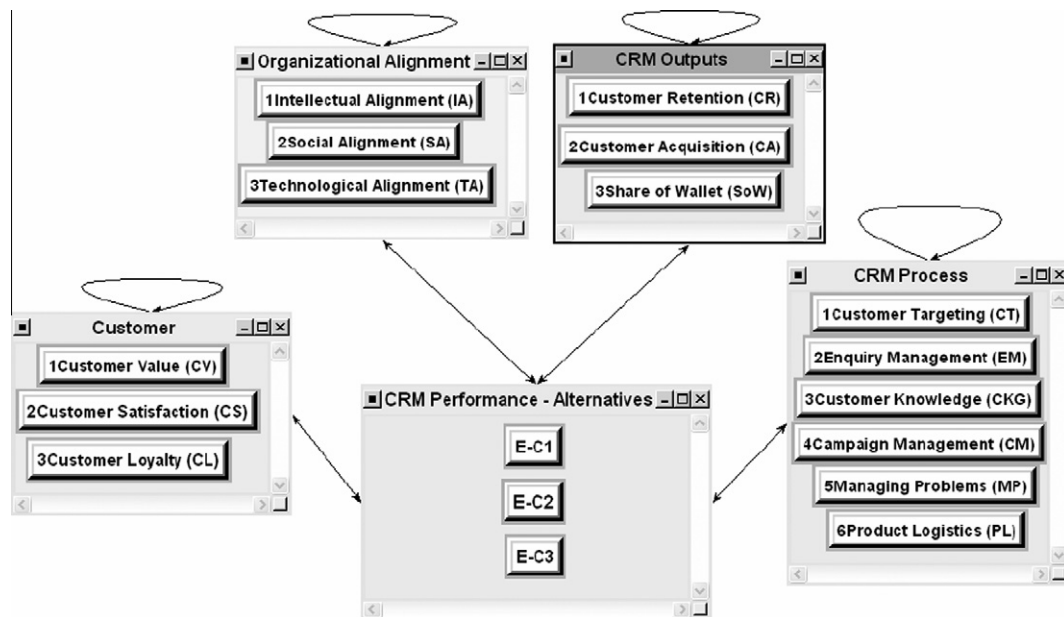 Organizational Alignment
1Intellectual Alignment (IA)
2Social Alignment (SA)
3Technological Alignment (TA)
CRM Outputs
1Customer Retention (CR)
2Customer Acquisition (CA)
3Share of Wallet (SoW)
CRM Process
1Customer Targeting (CT)
2Enquiry Management (EM)
3Customer Knowledge (CKG)
4Campaign Management (CM)
5Managing Problems (MP)
6Product Logistics (PL)
Customer
1Customer Value (CV)
2Customer Satisfaction (CS)
3Customer Loyalty (CL)
CRM Performance - Alternatives
E-C1
E-C2
E-C3